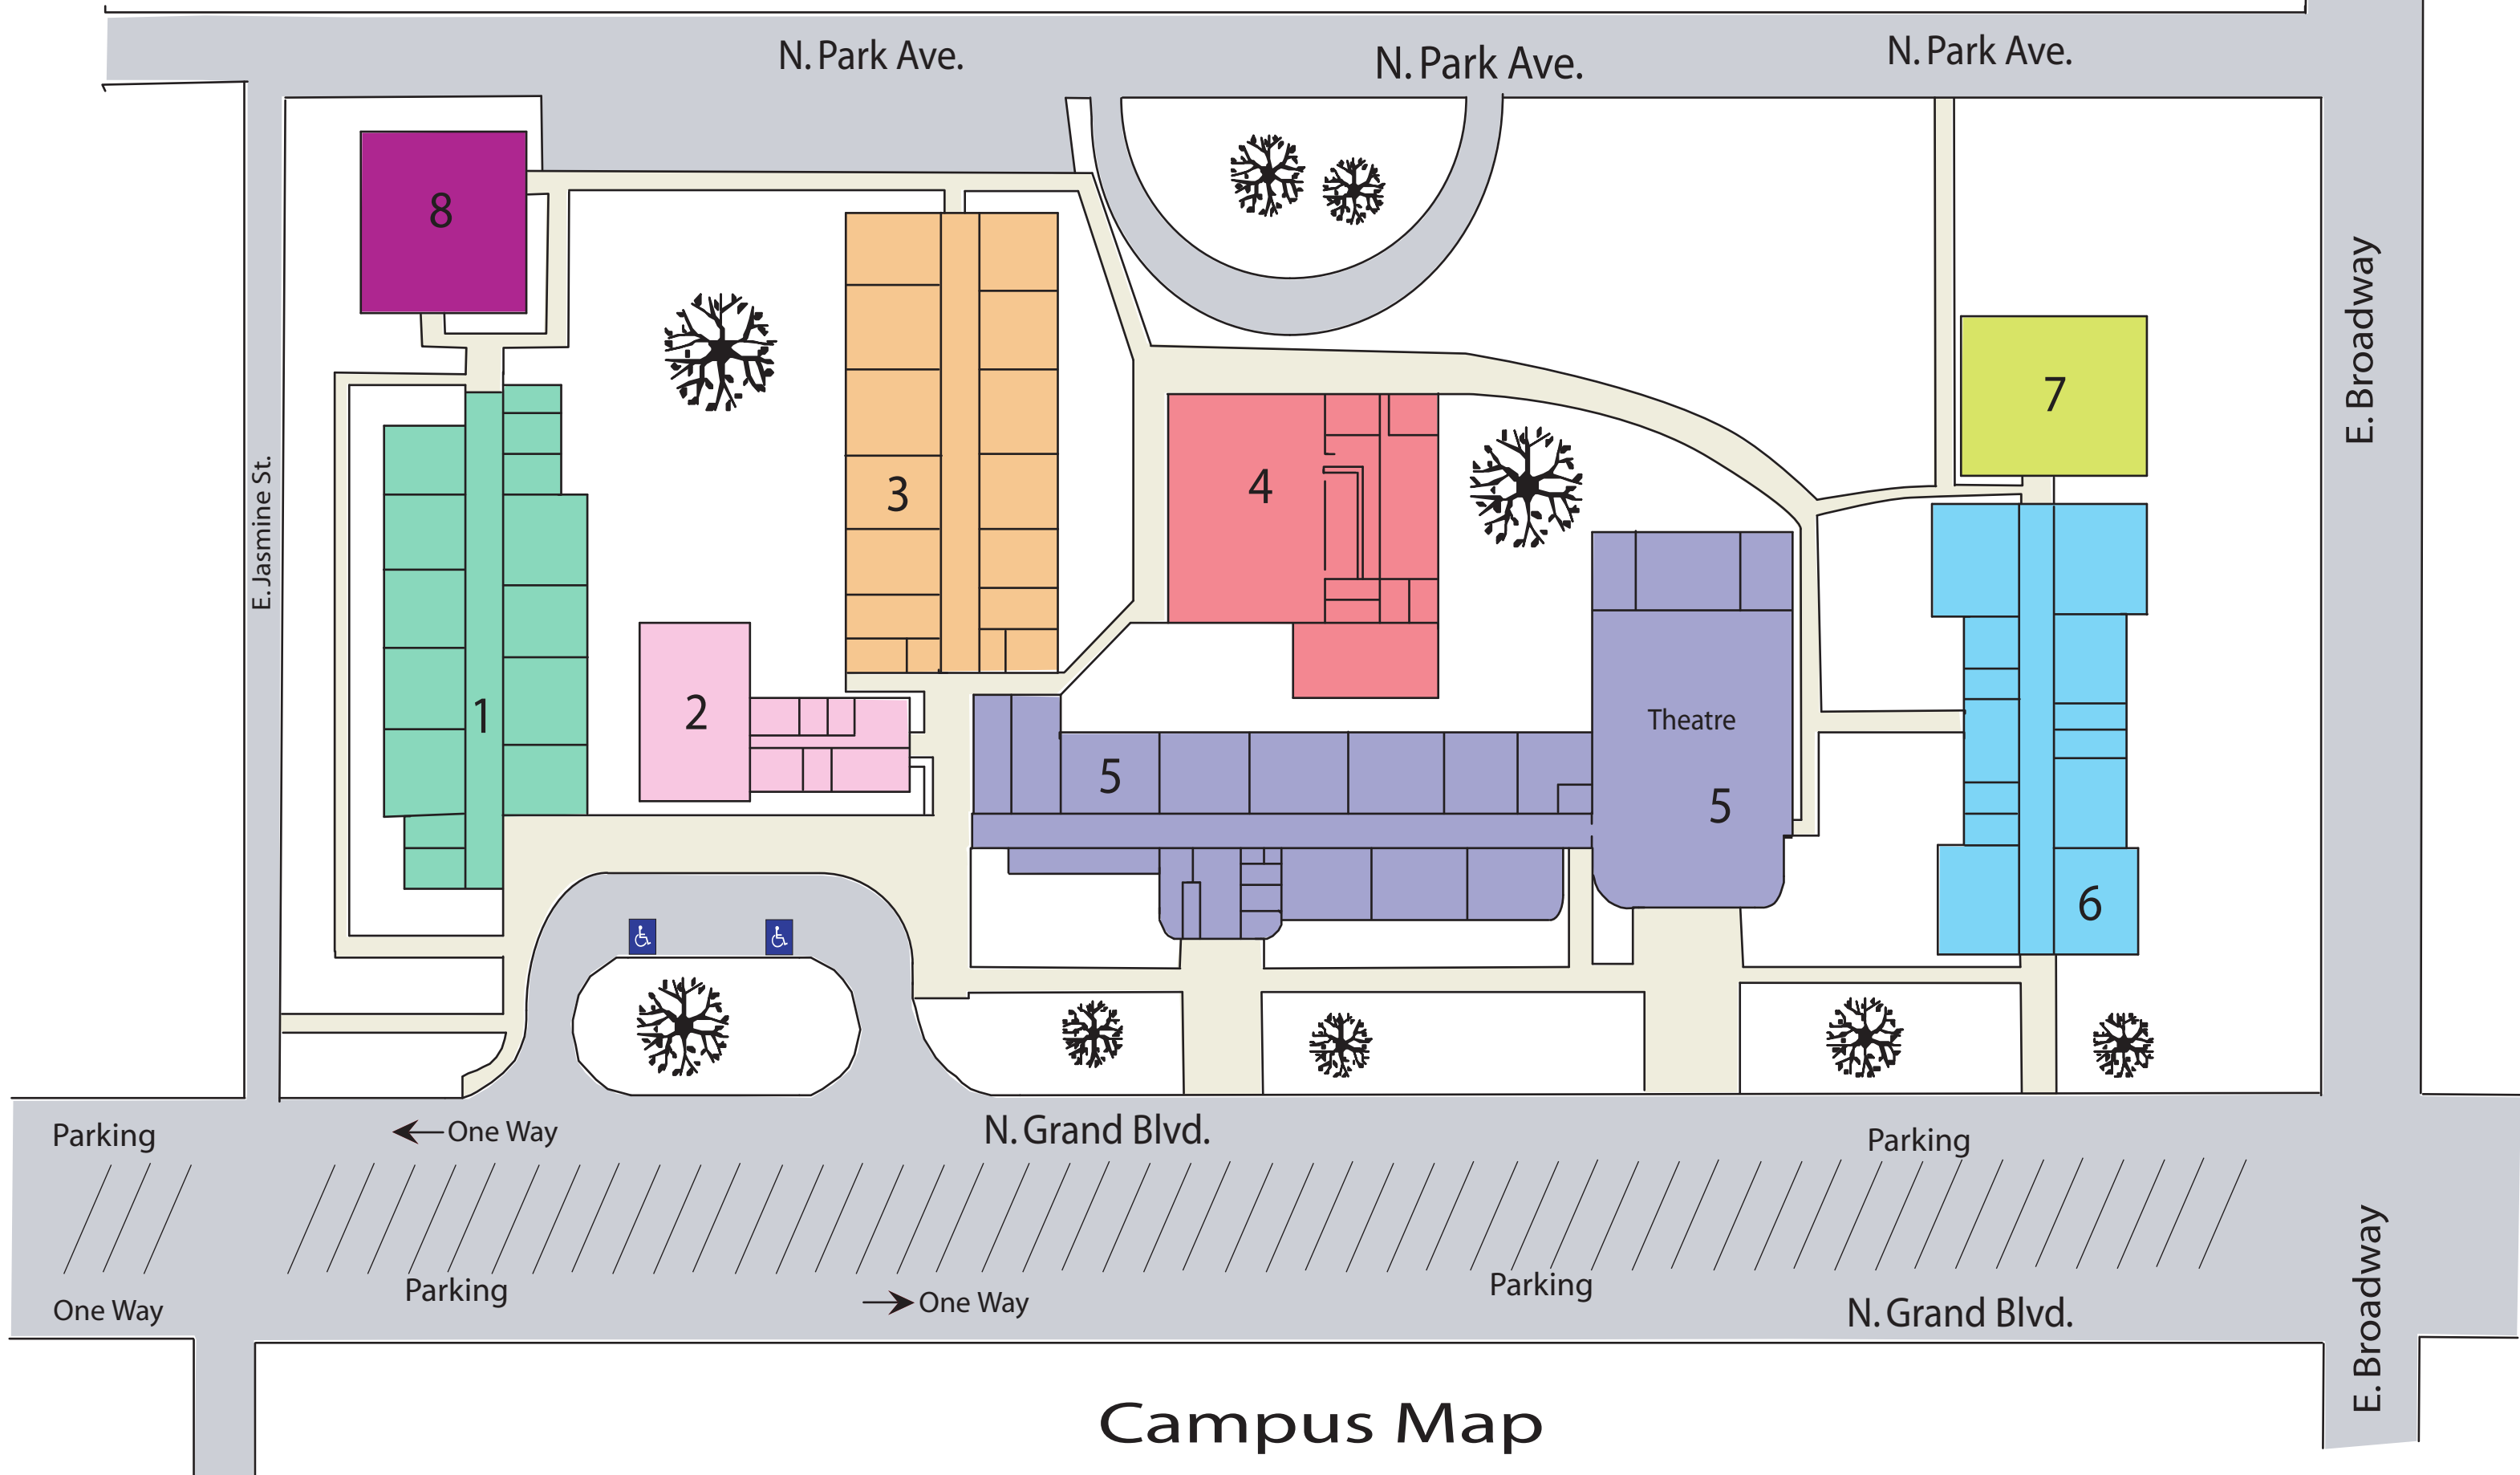 N. Park Ave.
N. Park Ave.
N. Park Ave.
8
E. Broadway
7
3
4
E. Jasmine St.
1
2
Theatre
5
5
6
Parking
One Way
N. Grand Blvd.
Parking
Parking
Parking
One Way
One Way
N. Grand Blvd.
E. Broadway
Campus Map